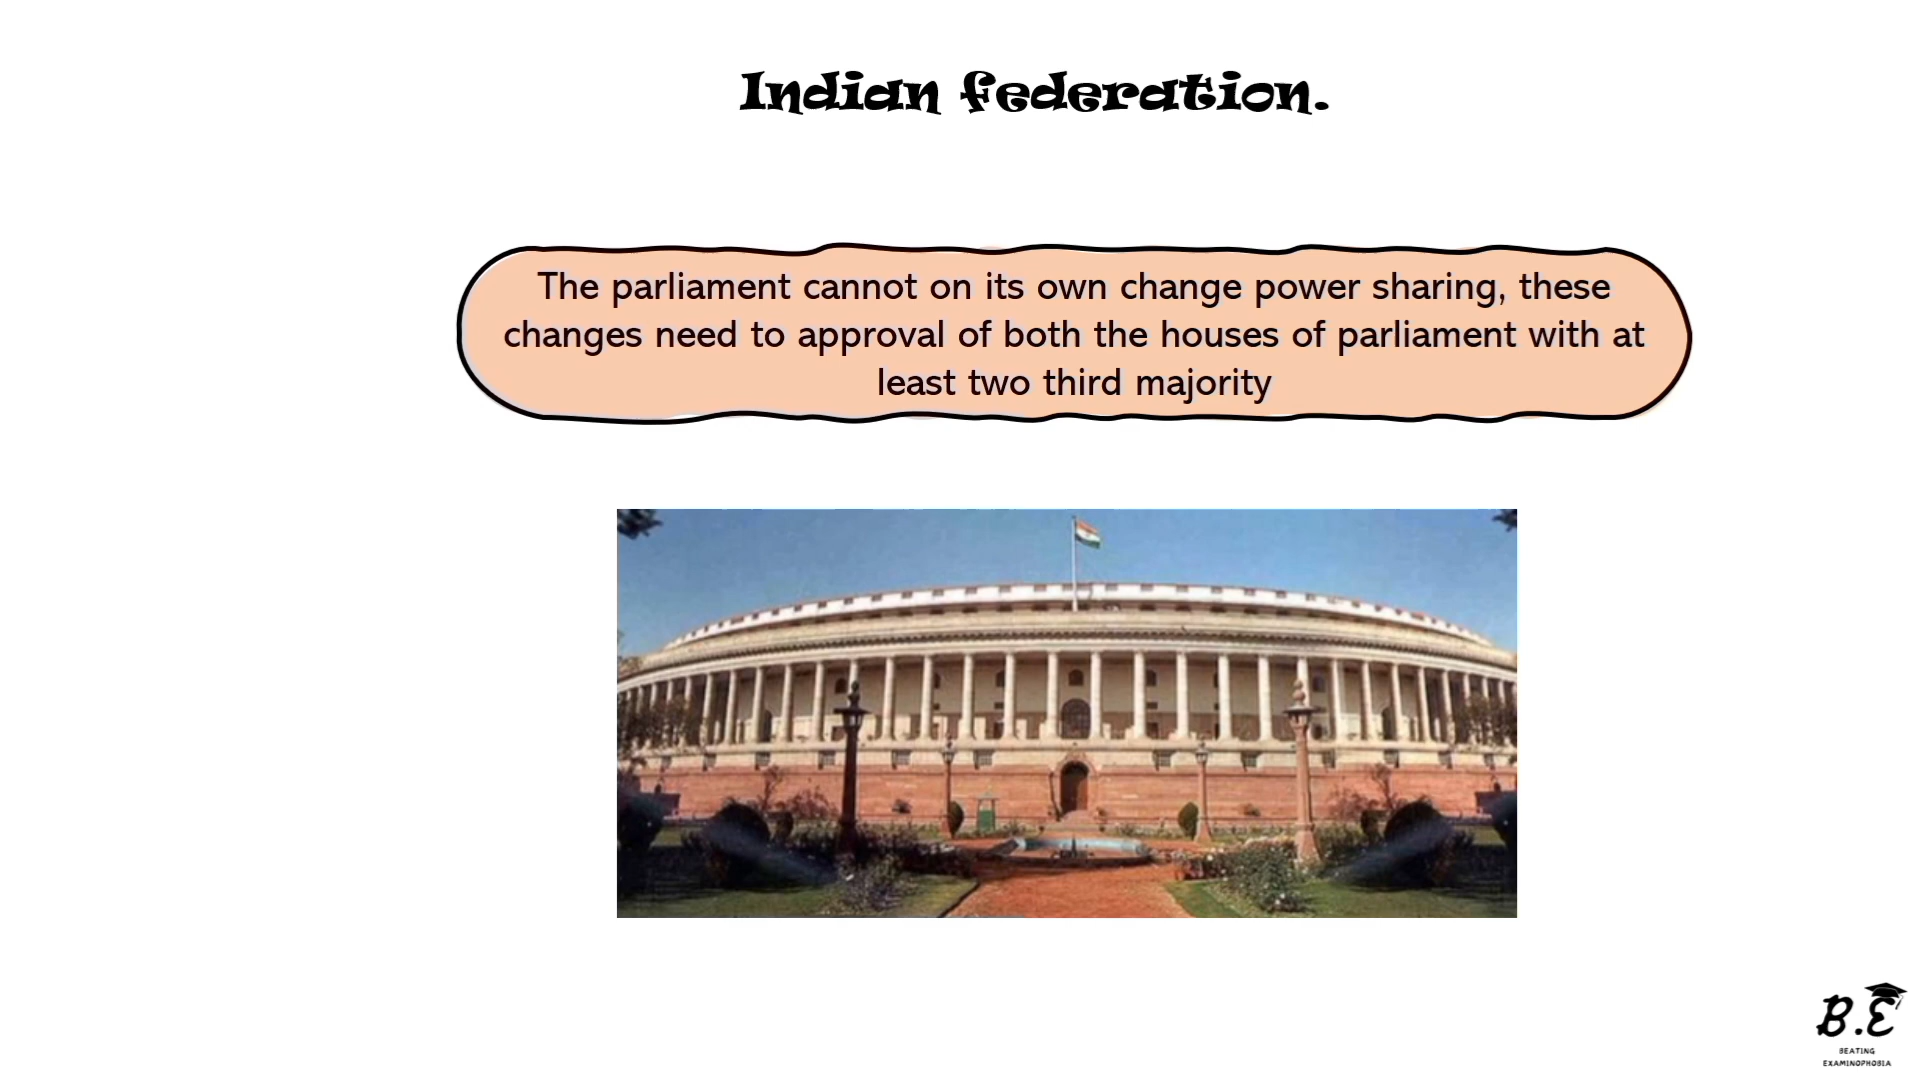 Indian federation.
The parliament cannot on its own change power sharing, these
changes need to approval of both the houses of parliament with at
least two third majority
B.E
BEATING
EXAMINOPHOBIA